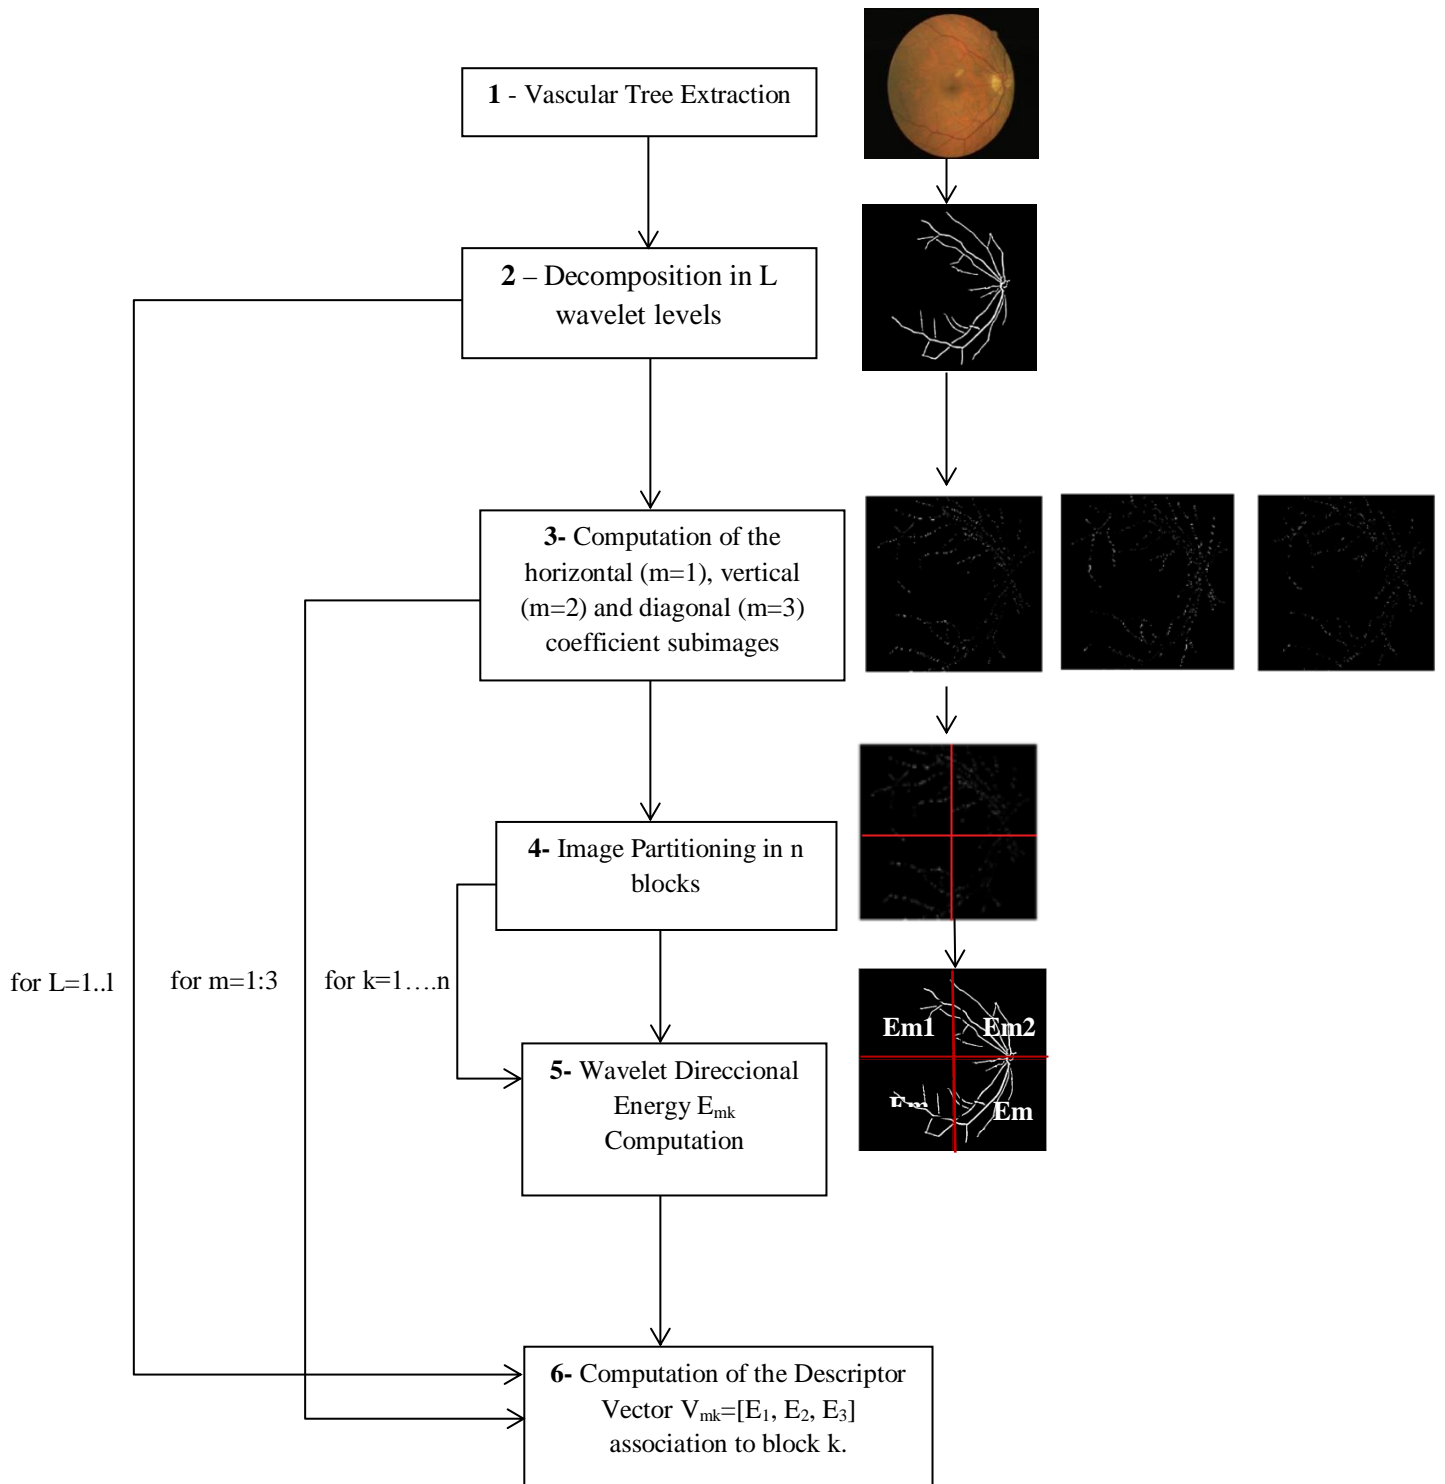 1 - Vascular Tree Extraction
2 – Decomposition in L
wavelet levels
3- Computation of the
horizontal (m=1), vertical
(m=2) and diagonal (m=3)
coefficient subimages
4- Image Partitioning in n
blocks
for L=1..l
for m=1:3
for k=1….n
Em1
Em2
Em
5- Wavelet Direccional
Energy Emk
Computation
6- Computation of the Descriptor
Vector Vmk=[E1, E2, E3]
association to block k.